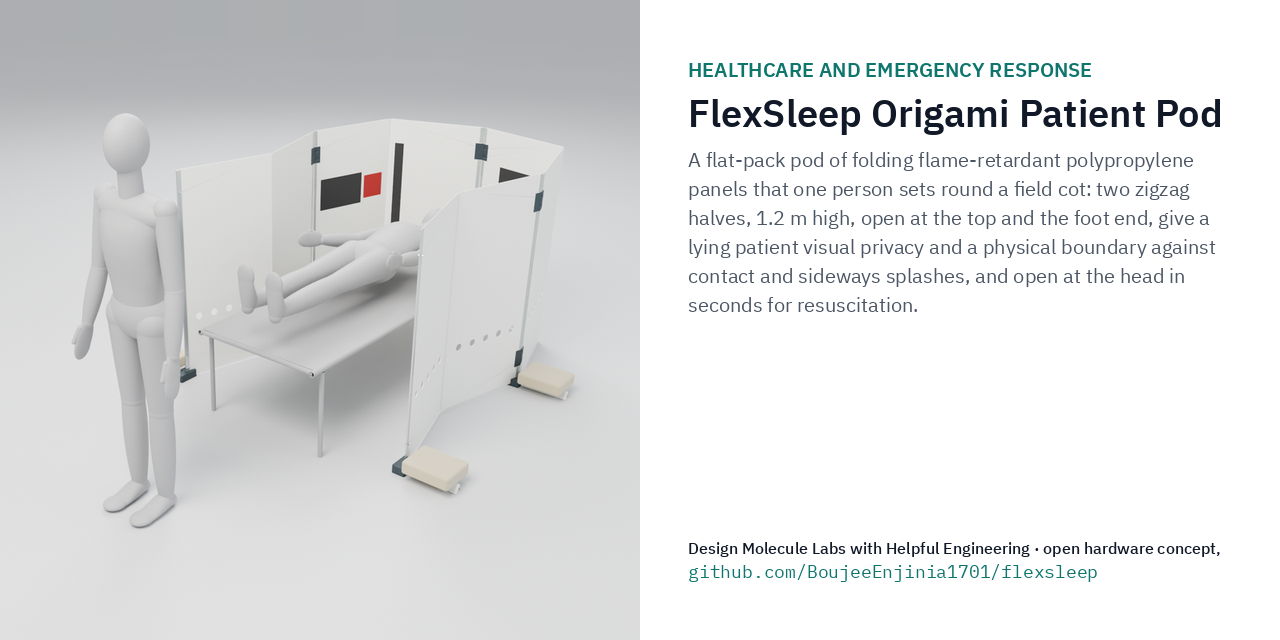 HEALTHCARE AND EMERGENCY RESPONSE
FlexSleep Origami Patient Pod
A flat-pack pod of folding flame-retardant polypropylene
panels that one person sets round a field cot: two zigzag
halves, 1.2 m high, open at the top and the foot end, give a
lying patient visual privacy and a physical boundary against
contact and sideways splashes, and open at the head in
seconds for resuscitation.
Design Molecule Labs with Helpful Engineering · open hardware concept,
github.com/BoujeeEnjinia1701/flexsleep